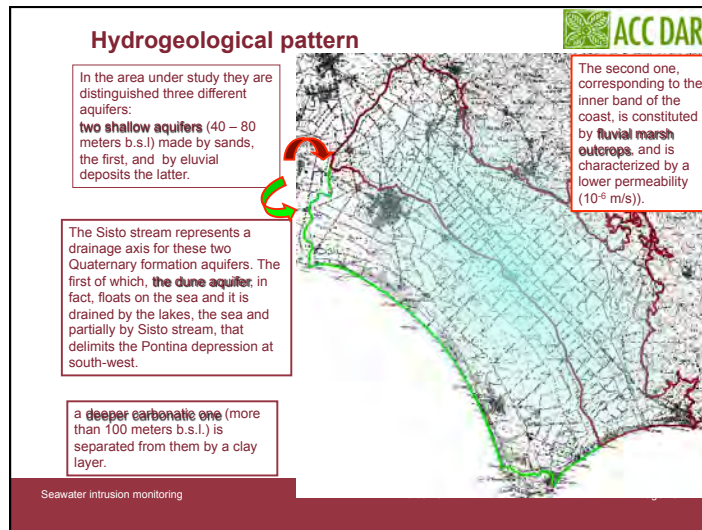 Hydrogeological pattern
ACC DAR
In the area under study they are
distinguished three different
aquifers:
two shallow aquifers (40 – 80
meters b.s.l) made by sands,
the first, and by eluvial
deposits the latter.
The second one,
corresponding to the
inner band of the
coast, is constituted
by fluvial marsh
outcrops, and is
characterized by a
lower permeability
(10-6 m/s)).
The Sisto stream represents a
drainage axis for these two
Quaternary formation aquifers. The
first of which, the dune aquifer, in
fact, floats on the sea and it is
drained by the lakes, the sea and
partially by Sisto stream, that
delimits the Pontina depression at
south-west.
a deeper carbonatic one (more
than 100 meters b.s.l.) is
separated from them by a clay
layer.
Seawater intrusion monitoring